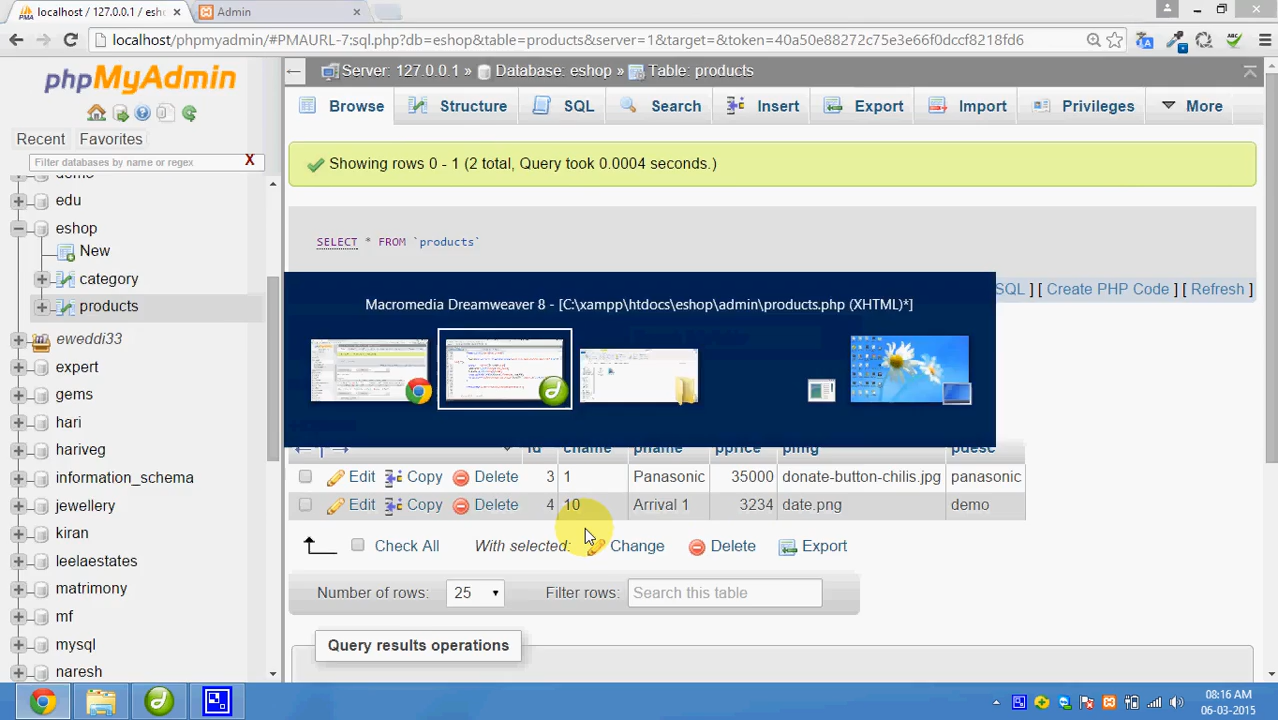 localhost / 127.0.0.1 / esh
Admin
localhost/phpmyadmin/#PMAURL-7:sql.php?db=eshop&table=products&server=1&target=&token=40a50e88272c75e3e66f0dccf8218fd6
phpMyAdmin
Server: 127.0.0.1 » Database: eshop » Table: products
Browse Structure SQL Search Insert Export Import Privileges More
Recent Favorites
Filter databases by name or regex X
Showing rows 0 - 1 (2 total, Query took 0.0004 seconds.)
demo
edu
eshop
New
category
products
eweddi33
expert
gems
hari
hariveg
information_schema
jewellery
kiran
leelaestates
matrimony
mf
mysql
naresh
SELECT * FROM `products`
SQL ] [ Create PHP Code ] [ Refresh ]
Macromedia Dreamweaver 8 - [C:\xampp\htdocs\eshop\admin\products.php (XHTML)*]
id cname pname pprice pimg pdesc
Edit Copy Delete 3 1 Panasonic 35000 donate-button-chilis.jpg panasonic
Edit Copy Delete 4 10 Arrival 1 3234 date.png demo
Check All With selected: Change Delete Export
Number of rows: 25 Filter rows: Search this table
Query results operations
08:16 AM
06-03-2015